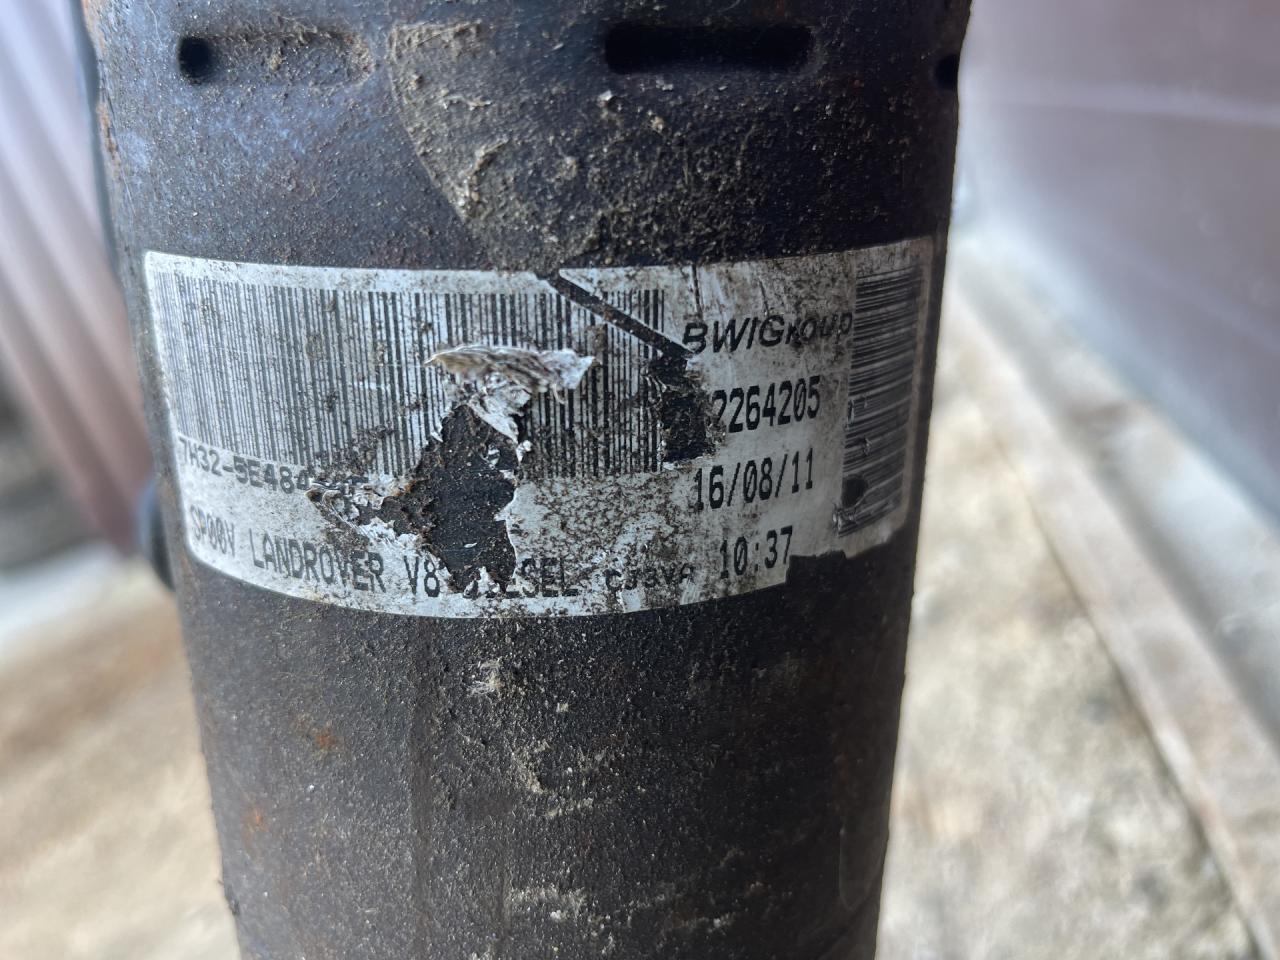 BWIGroup
2264205
7H32-5E484
16/08/11
SP00V LANDROVER V8 10:37